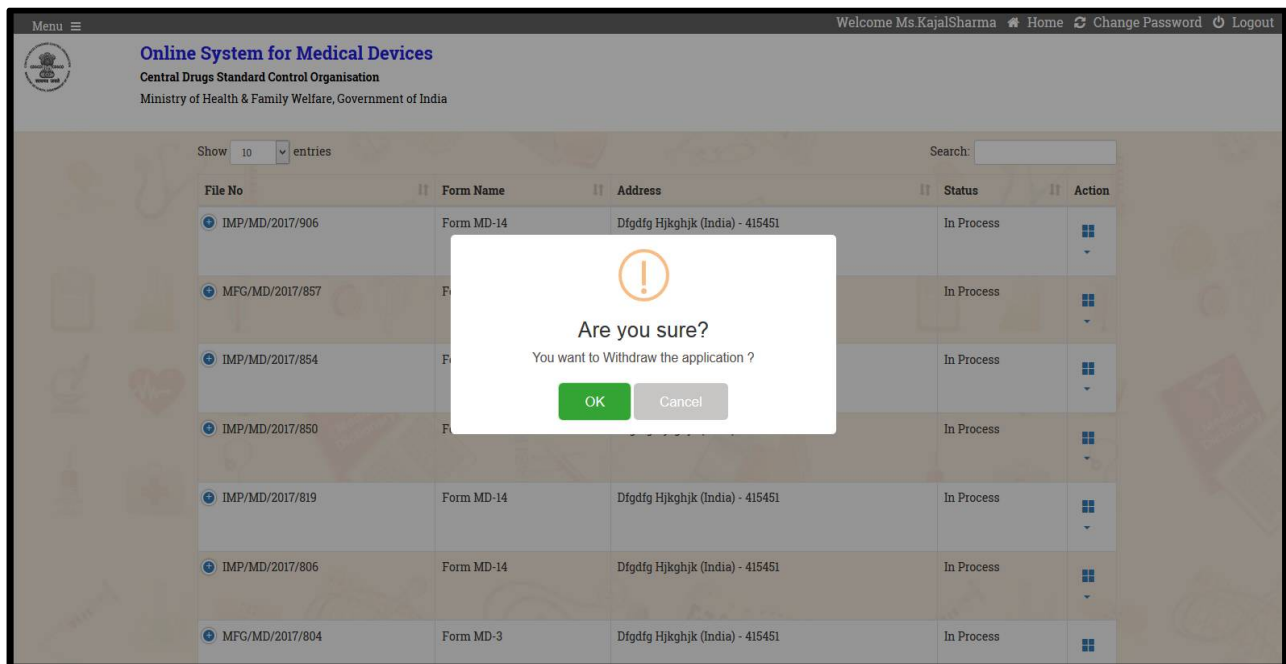 Menu
Welcome Ms.KajalSharma Home Change Password Logout
Online System for Medical Devices
Central Drugs Standard Control Organisation
Ministry of Health & Family Welfare, Government of India
Show 10 entries Search:
File No Form Name Address Status Action
IMP/MD/2017/906 Form MD-14 Dfgdfg Hjkghjk (India) - 415451 In Process
MFG/MD/2017/857 In Process
Are you sure?
You want to Withdraw the application ?
IMP/MD/2017/854 In Process
OK Cancel
IMP/MD/2017/850 In Process
IMP/MD/2017/819 Form MD-14 Dfgdfg Hjkghjk (India) - 415451 In Process
IMP/MD/2017/806 Form MD-14 Dfgdfg Hjkghjk (India) - 415451 In Process
MFG/MD/2017/804 Form MD-3 Dfgdfg Hjkghjk (India) - 415451 In Process